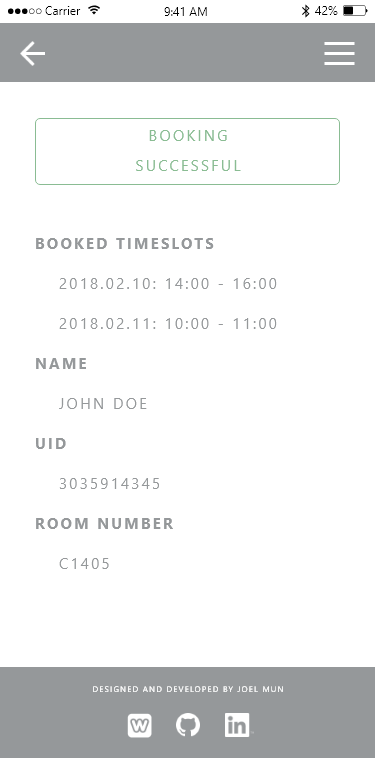 Carrier 9:41 AM 42%
BOOKING
SUCCESSFUL
BOOKED TIMESLOTS
2018.02.10: 14:00 - 16:00
2018.02.11: 10:00 - 11:00
NAME
JOHN DOE
UID
3035914345
ROOM NUMBER
C1405
DESIGNED AND DEVELOPED BY JOEL MUN
W in